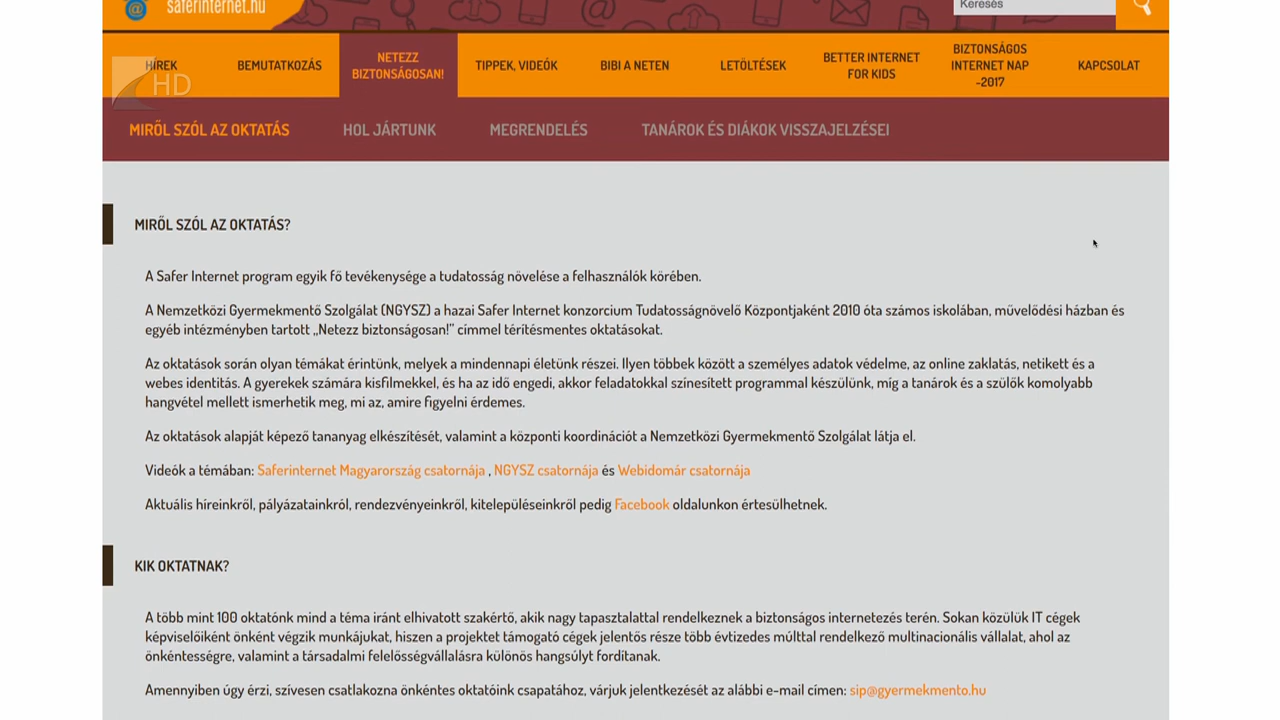 saferinternet.hu
Keresés
HÍREK
BEMUTATKOZÁS
NETEZZ
BIZTONSÁGOSAN!
TIPPEK, VIDEÓK
BIBI A NETEN
LETÖLTÉSEK
BETTER INTERNET
FOR KIDS
BIZTONSÁGOS
INTERNET NAP
-2017
KAPCSOLAT
HD
MIRŐL SZÓL AZ OKTATÁS
HOL JÁRTUNK
MEGRENDELÉS
TANÁROK ÉS DIÁKOK VISSZAJELZÉSEI
MIRŐL SZÓL AZ OKTATÁS?
A Safer Internet program egyik fő tevékenysége a tudatosság növelése a felhasználók körében.
A Nemzetközi Gyermekmentő Szolgálat (NGYSZ) a hazai Safer Internet konzorcium Tudatosságnövelő Központjaként 2010 óta számos iskolában, művelődési házban és
egyéb intézményben tartott „Netezz biztonságosan!” címmel térítésmentes oktatásokat.
Az oktatások során olyan témákat érintünk, melyek a mindennapi életünk részei. Ilyen többek között a személyes adatok védelme, az online zaklatás, netikett és a
webes identitás. A gyerekek számára kisfilmekkel, és ha az idő engedi, akkor feladatokkal színesített programmal készülünk, míg a tanárok és a szülők komolyabb
hangvétel mellett ismerhetik meg, mi az, amire figyelni érdemes.
Az oktatások alapját képező tananyag elkészítését, valamint a központi koordinációt a Nemzetközi Gyermekmentő Szolgálat látja el.
Videók a témában: Saferinternet Magyarország csatornája , NGYSZ csatornája és Webidomár csatornája
Aktuális híreinkről, pályázatainkról, rendezvényeinkről, kitelepüléseinkről pedig Facebook oldalunkon értesülhetnek.
KIK OKTATNAK?
A több mint 100 oktatónk mind a téma iránt elhivatott szakértő, akik nagy tapasztalattal rendelkeznek a biztonságos internetezés terén. Sokan közülük IT cégek
képviselőiként önként végzik munkájukat, hiszen a projektet támogató cégek jelentős része több évtizedes múlttal rendelkező multinacionális vállalat, ahol az
önkéntességre, valamint a társadalmi felelősségvállalásra különös hangsúlyt fordítanak.
Amennyiben úgy érzi, szívesen csatlakozna önkéntes oktatóink csapatához, várjuk jelentkezését az alábbi e-mail címen: sip@gyermekmento.hu